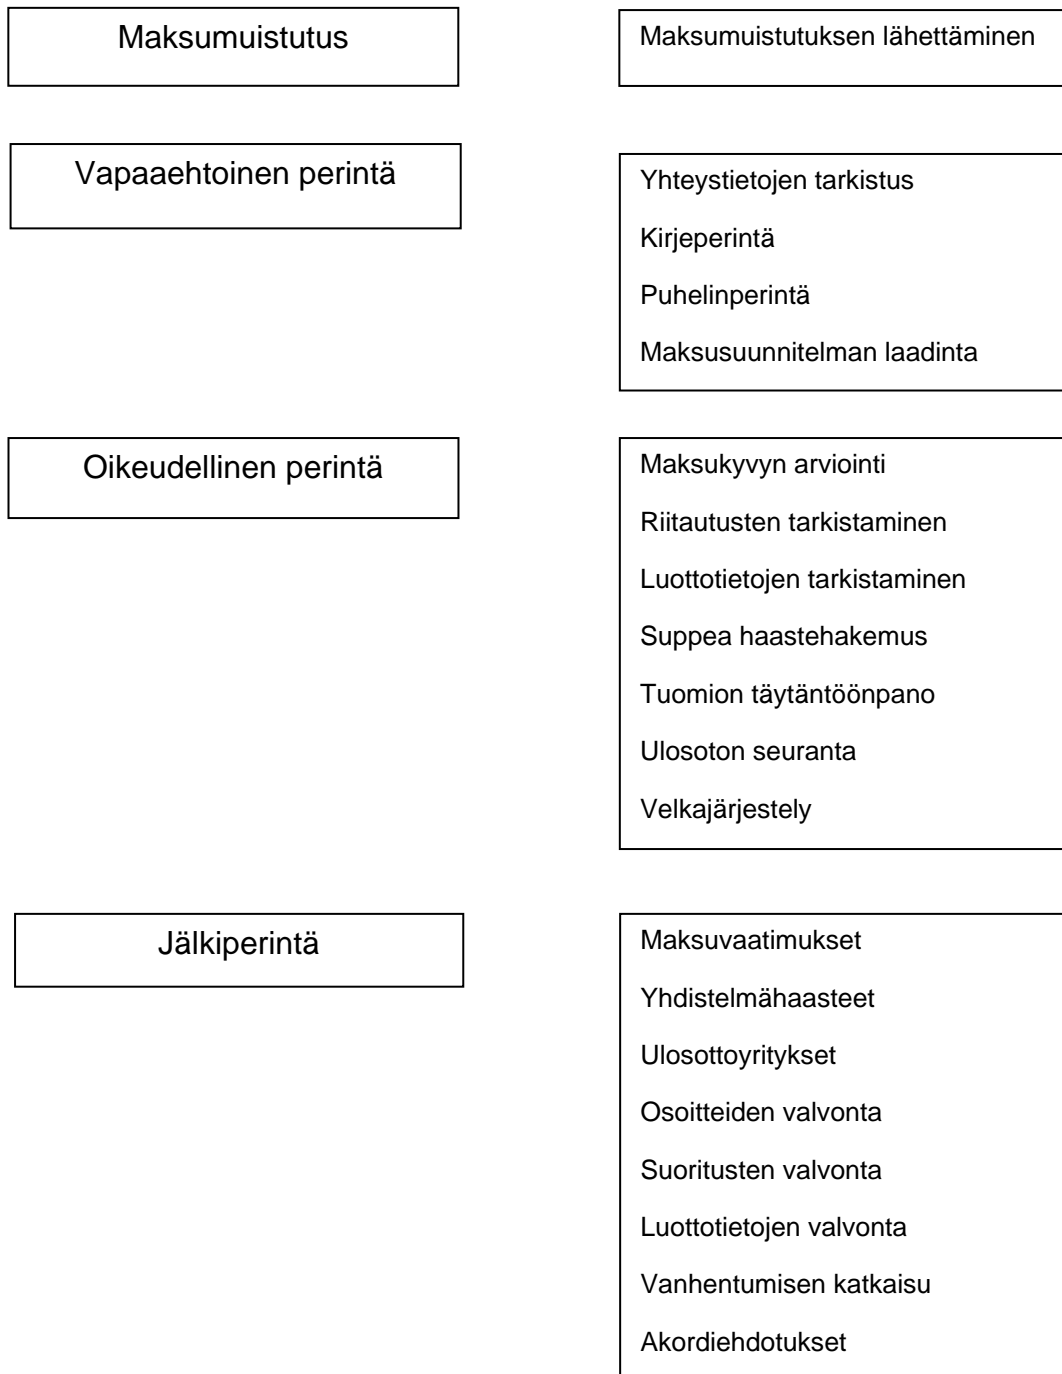 Maksumuistutus
Maksumuistutuksen lähettäminen
Vapaaehtoinen perintä
Yhteystietojen tarkistus
Kirjeperintä
Puhelinperintä
Maksusuunnitelman laadinta
Oikeudellinen perintä
Maksukyvyn arviointi
Riitautusten tarkistaminen
Luottotietojen tarkistaminen
Suppea haastehakemus
Tuomion täytäntöönpano
Ulosoton seuranta
Velkajärjestely
Jälkiperintä
Maksuvaatimukset
Yhdistelmähaasteet
Ulosottoyritykset
Osoitteiden valvonta
Suoritusten valvonta
Luottotietojen valvonta
Vanhentumisen katkaisu
Akordiehdotukset